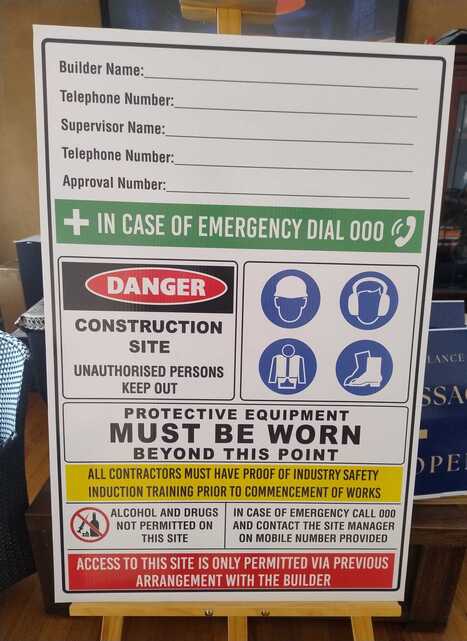 Builder Name:
Telephone Number:
Supervisor Name:
Telephone Number:
Approval Number:
IN CASE OF EMERGENCY DIAL 000
DANGER
CONSTRUCTION
SITE
UNAUTHORISED PERSONS
KEEP OUT
PROTECTIVE EQUIPMENT
MUST BE WORN
BEYOND THIS POINT
ALL CONTRACTORS MUST HAVE PROOF OF INDUSTRY SAFETY
INDUCTION TRAINING PRIOR TO COMMENCEMENT OF WORKS
ALCOHOL AND DRUGS
NOT PERMITTED ON
THIS SITE
IN CASE OF EMERGENCY CALL 000
AND CONTACT THE SITE MANAGER
ON MOBILE NUMBER PROVIDED
ACCESS TO THIS SITE IS ONLY PERMITTED VIA PREVIOUS
ARRANGEMENT WITH THE BUILDER